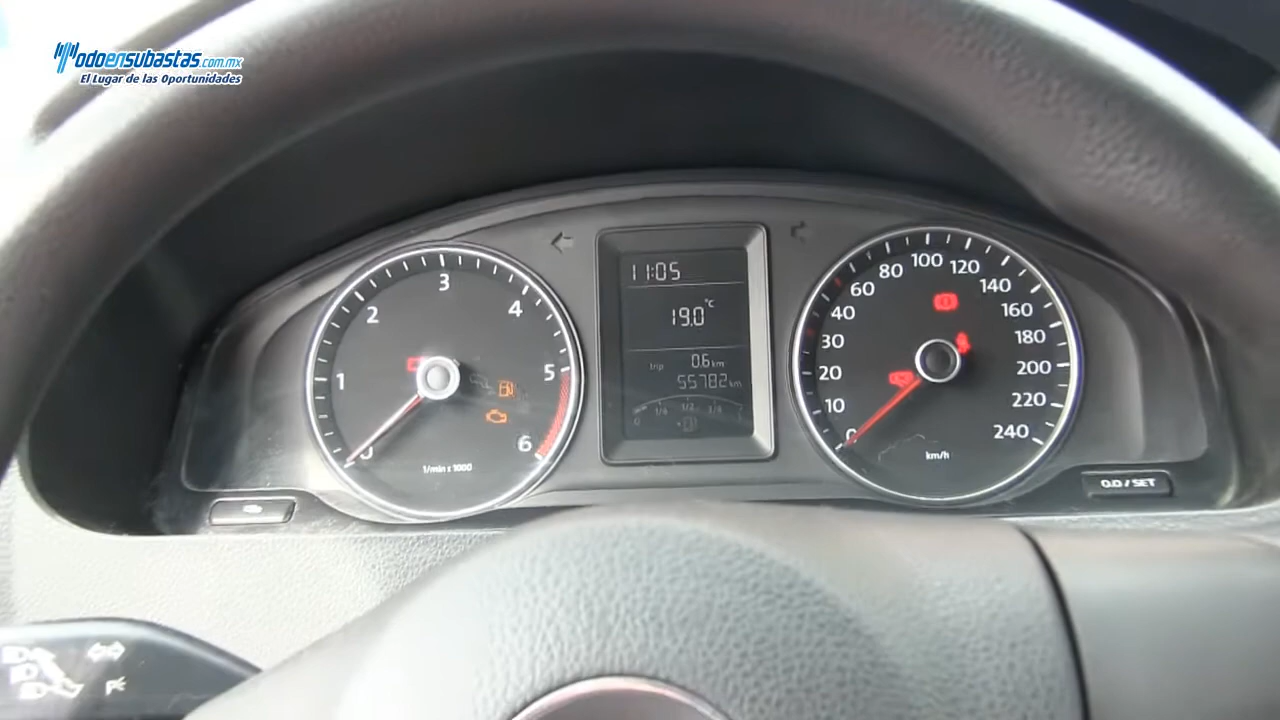 Todoensubastas.com.mx
El Lugar de las Oportunidades
11:05
19.0 °C
trip 0.6 km
55782 km
0 1/4 1/2 3/4
0 1 2 3 4 5 6
1/min x 1000
0 10 20 30 40 60 80 100 120 140 160 180 200 220 240
km/h
0.0 / SET